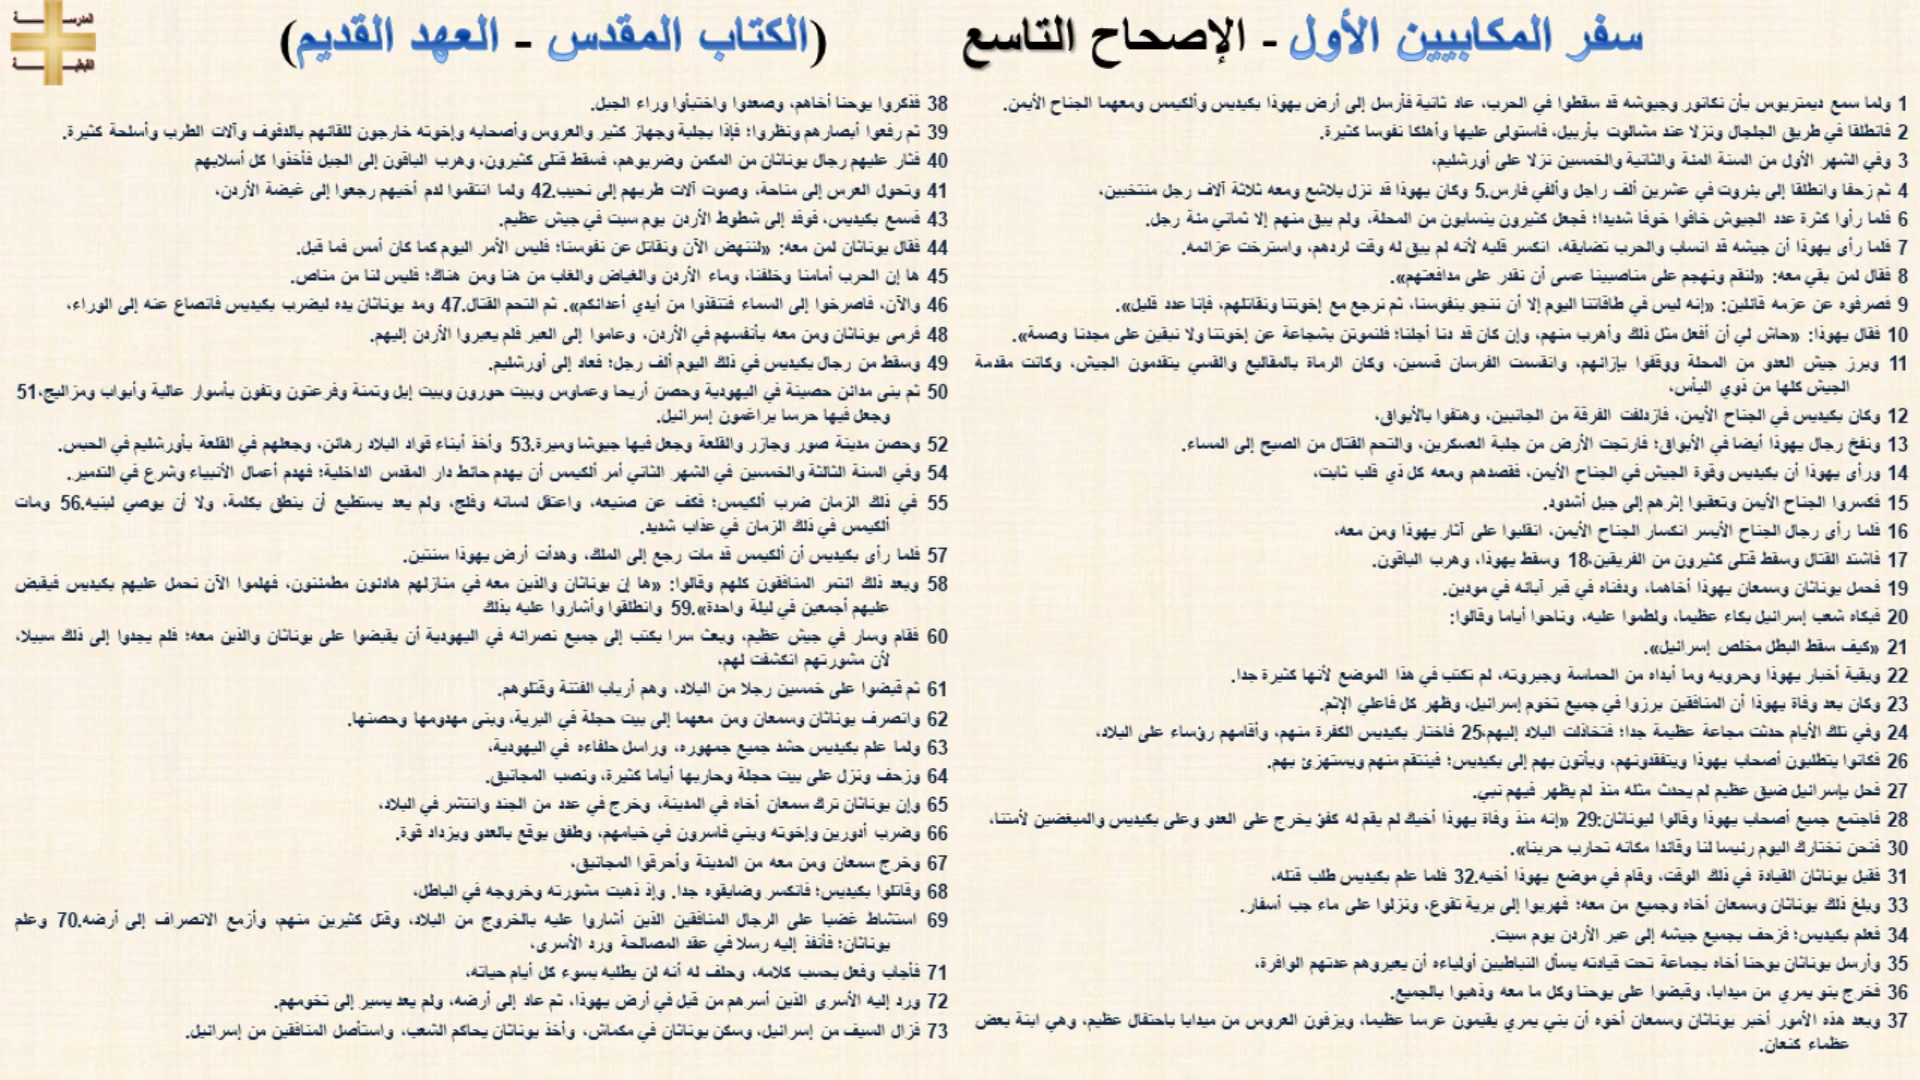 سفر المكابيين الأول - الإصحاح التاسع (الكتاب المقدس - العهد القديم)
1 ولما سمع ديمتريوس بأن نكانور وجيوشه قد سقطوا في الحرب، عاد ثانية فأرسل إلى أرض يهوذا بكيديس وألكيمس ومعهما الجناح الأيمن.
2 فانطلقا في طريق الجلجال ونزلا عند مشالوت بأربيل، فاستولى عليها وأهلكا نفوسا كثيرة.
3 وفي الشهر الأول من السنة المئة والثانية والخمسين نزلا على أورشليم،
4 ثم زحفا وانطلقا إلى بئروت في عشرين ألف راجل وألفي فارس.5 وكان يهوذا قد نزل بلاشع ومعه ثلاثة آلاف رجل منتخبين،
6 فلما رأوا كثرة عدد الجيوش خافوا خوفا شديدا؛ فجعل كثيرون ينسابون من المحلة، ولم يبق منهم إلا ثماني مئة رجل.
7 فلما رأى يهوذا أن جيشه قد انساب والحرب تضايقه، انكسر قلبه لأنه لم يبق له وقت لردهم، واسترخت عزائمه.
8 فقال لمن بقي معه: «لنقم ونهجم على مناصبينا عسى أن نقدر على مدافعتهم».
9 فصرفوه عن عزمه قائلين: «إنه ليس في طاقاتنا اليوم إلا أن ننجو بنفوسنا، ثم نرجع مع إخوتنا ونقاتلهم، فإنا عدد قليل».
10 فقال يهوذا: «حاش لي أن أفعل مثل ذلك وأهرب منهم، وإن كان قد دنا أجلنا؛ فلنموتن بشجاعة عن إخوتنا ولا نبقين على مجدنا وصمة».
11 وبرز جيش العدو من المحلة ووقفوا بإزائهم، وانقسمت الفرسان قسمين، وكان الرماة بالمقاليع والقسي يتقدمون الجيش، وكانت مقدمة
الجيش كلها من ذوي البأس،
12 وكان بكيديس في الجناح الأيمن، فازدلفت الفرقة من الجانبين، وهتفوا بالأبواق،
13 ونفخ رجال يهوذا أيضا في الأبواق؛ فارتجت الأرض من جلبة العسكرين، والتحم القتال من الصبح إلى المساء.
14 ورأى يهوذا أن بكيديس وقوة الجيش في الجناح الأيمن، فقصدهم ومعه كل ذي قلب ثابت،
15 فكسروا الجناح الأيمن وتعقبوا إثرهم إلى جبل أشدود.
16 فلما رأى رجال الجناح الأيسر انكسار الجناح الأيمن، انقلبوا على آثار يهوذا ومن معه،
17 فاشتد القتال وسقط قتلى كثيرون من الفريقين،18 وسقط يهوذا، وهرب الباقون.
19 فحمل يوناثان وسمعان يهوذا أخاهما، ودفناه في قبر آبائه في مودين.
20 فبكاه شعب إسرائيل بكاء عظيما، ولطموا عليه، وناحوا أياما وقالوا:
21 «كيف سقط البطل مخلص إسرائيل».
22 وبقية أخبار يهوذا وحروبه وما أبداه من الحماسة وجبروته، لم تكتب في هذا الموضع لأنها كثيرة جدا.
23 وكان بعد وفاة يهوذا أن المنافقين برزوا في جميع تخوم إسرائيل، وظهر كل فاعلي الإثم.
24 وفي تلك الأيام حدثت مجاعة عظيمة جدا؛ فتخاذلت البلاد إليهم،25 فاختار بكيديس الكفرة منهم، وأقامهم رؤساء على البلاد،
26 فكانوا يتطلبون أصحاب يهوذا ويتفقدونهم، ويأتون بهم إلى بكيديس؛ فينتقم منهم ويستهزئ بهم.
27 فحل بإسرائيل ضيق عظيم لم يحدث مثله منذ لم يظهر فيهم نبي.
28 فاجتمع جميع أصحاب يهوذا وقالوا ليوناثان:29 «إنه منذ وفاة يهوذا أخيك لم يقم له كفؤ يخرج على العدو وعلى بكيديس والمبغضين لأمتنا،
30 فنحن نختارك اليوم رئيسا لنا وقائدا مكانه تحارب حربنا».
31 فقبل يوناثان القيادة في ذلك الوقت، وقام في موضع يهوذا أخيه.32 فلما علم بكيديس طلب قتله،
33 وبلغ ذلك يوناثان وسمعان أخاه وجميع من معه؛ فهربوا إلى برية تقوع، ونزلوا على ماء جب أسفار.
34 فعلم بكيديس؛ فزحف بجميع جيشه إلى عبر الأردن يوم سبت.
35 وأرسل يوناثان يوحنا أخاه بجماعة تحت قيادته يسأل النباطيين أولياءه أن يعيروهم عدتهم الوافرة،
36 فخرج بنو يمري من ميدابا، وقبضوا على يوحنا وكل ما معه وذهبوا بالجميع.
37 وبعد هذه الأمور أخبر يوناثان وسمعان أخوه أن بني يمري يقيمون عرسا عظيما، ويزفون العروس من ميدابا باحتفال عظيم، وهي ابنة بعض
عظماء كنعان.
38 فذكروا يوحنا أخاهم، وصعدوا واختبأوا وراء الجبل.
39 ثم رفعوا أبصارهم ونظروا؛ فإذا بجلبة وجهاز كثير والعروس وأصحابه وإخوته خارجون للقائهم بالدفوف وآلات الطرب وأسلحة كثيرة.
40 فثار عليهم رجال يوناثان من المكمن وضربوهم، فسقط قتلى كثيرون، وهرب الباقون إلى الجبل فأخذوا كل أسلابهم
41 وتحول العرس إلى مناحة، وصوت آلات طربهم إلى نحيب.42 ولما انتقموا لدم أخيهم رجعوا إلى غيضة الأردن،
43 فسمع بكيديس، فوفد إلى شطوط الأردن يوم سبت في جيش عظيم.
44 فقال يوناثان لمن معه: «لننهض الآن ونقاتل عن نفوسنا؛ فليس الأمر اليوم كما كان أمس فما قبل.
45 ها إن الحرب أمامنا وخلفنا، وماء الأردن والغياض والغاب من هنا ومن هناك؛ فليس لنا من مناص.
46 والآن، فاصرخوا إلى السماء فتنقذوا من أيدي أعدائكم». ثم التحم القتال.47 ومد يوناثان يده ليضرب بكيديس فانصاع عنه إلى الوراء،
48 فرمى يوناثان ومن معه بأنفسهم في الأردن، وعاموا إلى العبر فلم يعبروا الأردن إليهم.
49 وسقط من رجال بكيديس في ذلك اليوم ألف رجل؛ فعاد إلى أورشليم.
50 ثم بنى مدائن حصينة في اليهودية وحصن أريحا وعماوس وبيت حورون وبيت إيل وتمنة وفرعتون وتفون بأسوار عالية وأبواب ومزاليج،51
وجعل فيها حرسا يراغمون إسرائيل.
52 وحصن مدينة صور وجازر والقلعة وجعل فيها جيوشا وميرة.53 وأخذ أبناء قواد البلاد رهائن، وجعلهم في القلعة بأورشليم في الحبس.
54 وفي السنة الثالثة والخمسين في الشهر الثاني أمر ألكيمس أن يهدم حائط دار المقدس الداخلية؛ فهدم أعمال الأنبياء وشرع في التدمير.
55 في ذلك الزمان ضرب ألكيمس؛ فكف عن صنيعه، واعتقل لسانه وفلج، ولم يعد يستطيع أن ينطق بكلمة، ولا أن يوصي لبنيه.56 ومات
ألكيمس في ذلك الزمان في عذاب شديد.
57 فلما رأى بكيديس أن ألكيمس قد مات رجع إلى الملك، وهدأت أرض يهوذا سنتين.
58 وبعد ذلك ائتمر المنافقون كلهم وقالوا: «ها إن يوناثان والذين معه في منازلهم هادئون مطمئنون، فهلموا الآن نحمل عليهم بكيديس فيقبض
عليهم أجمعين في ليلة واحدة».59 وانطلقوا وأشاروا عليه بذلك
60 فقام وسار في جيش عظيم، وبعث سرا بكتب إلى جميع نصرائه في اليهودية أن يقبضوا على يوناثان والذين معه؛ فلم يجدوا إلى ذلك سبيلا،
لأن مشورتهم انكشفت لهم،
61 ثم قبضوا على خمسين رجلا من البلاد، وهم أرباب الفتنة وقتلوهم.
62 وانصرف يوناثان وسمعان ومن معهما إلى بيت حجلة في البرية، وبنى مهدومها وحصنها.
63 ولما علم بكيديس حشد جميع جمهوره، وراسل حلفاءه في اليهودية،
64 وزحف ونزل على بيت حجلة وحاربها أياما كثيرة، ونصب المجانيق.
65 وإن يوناثان ترك سمعان أخاه في المدينة، وخرج في عدد من الجند وانتشر في البلاد،
66 وضرب أدورين وإخوته وبني فاسرون في خيامهم، وطفق يوقع بالعدو ويزداد قوة.
67 وخرج سمعان ومن معه من المدينة وأحرقوا المجانيق،
68 وقاتلوا بكيديس؛ فانكسر وضايقوه جدا. وإذ ذهبت مشورته وخروجه في الباطل،
69 استشاط غضبا على الرجال المنافقين الذين أشاروا عليه بالخروج من البلاد، وقتل كثيرين منهم، وأزمع الانصراف إلى أرضه.70 وعلم
يوناثان؛ فأنفذ إليه رسلا في عقد المصالحة ورد الأسرى،
71 فأجاب وفعل بحسب كلامه، وحلف له أنه لن يطلبه بسوء كل أيام حياته،
72 ورد إليه الأسرى الذين أسرهم من قبل في أرض يهوذا، ثم عاد إلى أرضه، ولم يعد يسير إلى تخومهم.
73 فزال السيف من إسرائيل، وسكن يوناثان في مكماش، وأخذ يوناثان يحاكم الشعب، واستأصل المنافقين من إسرائيل.